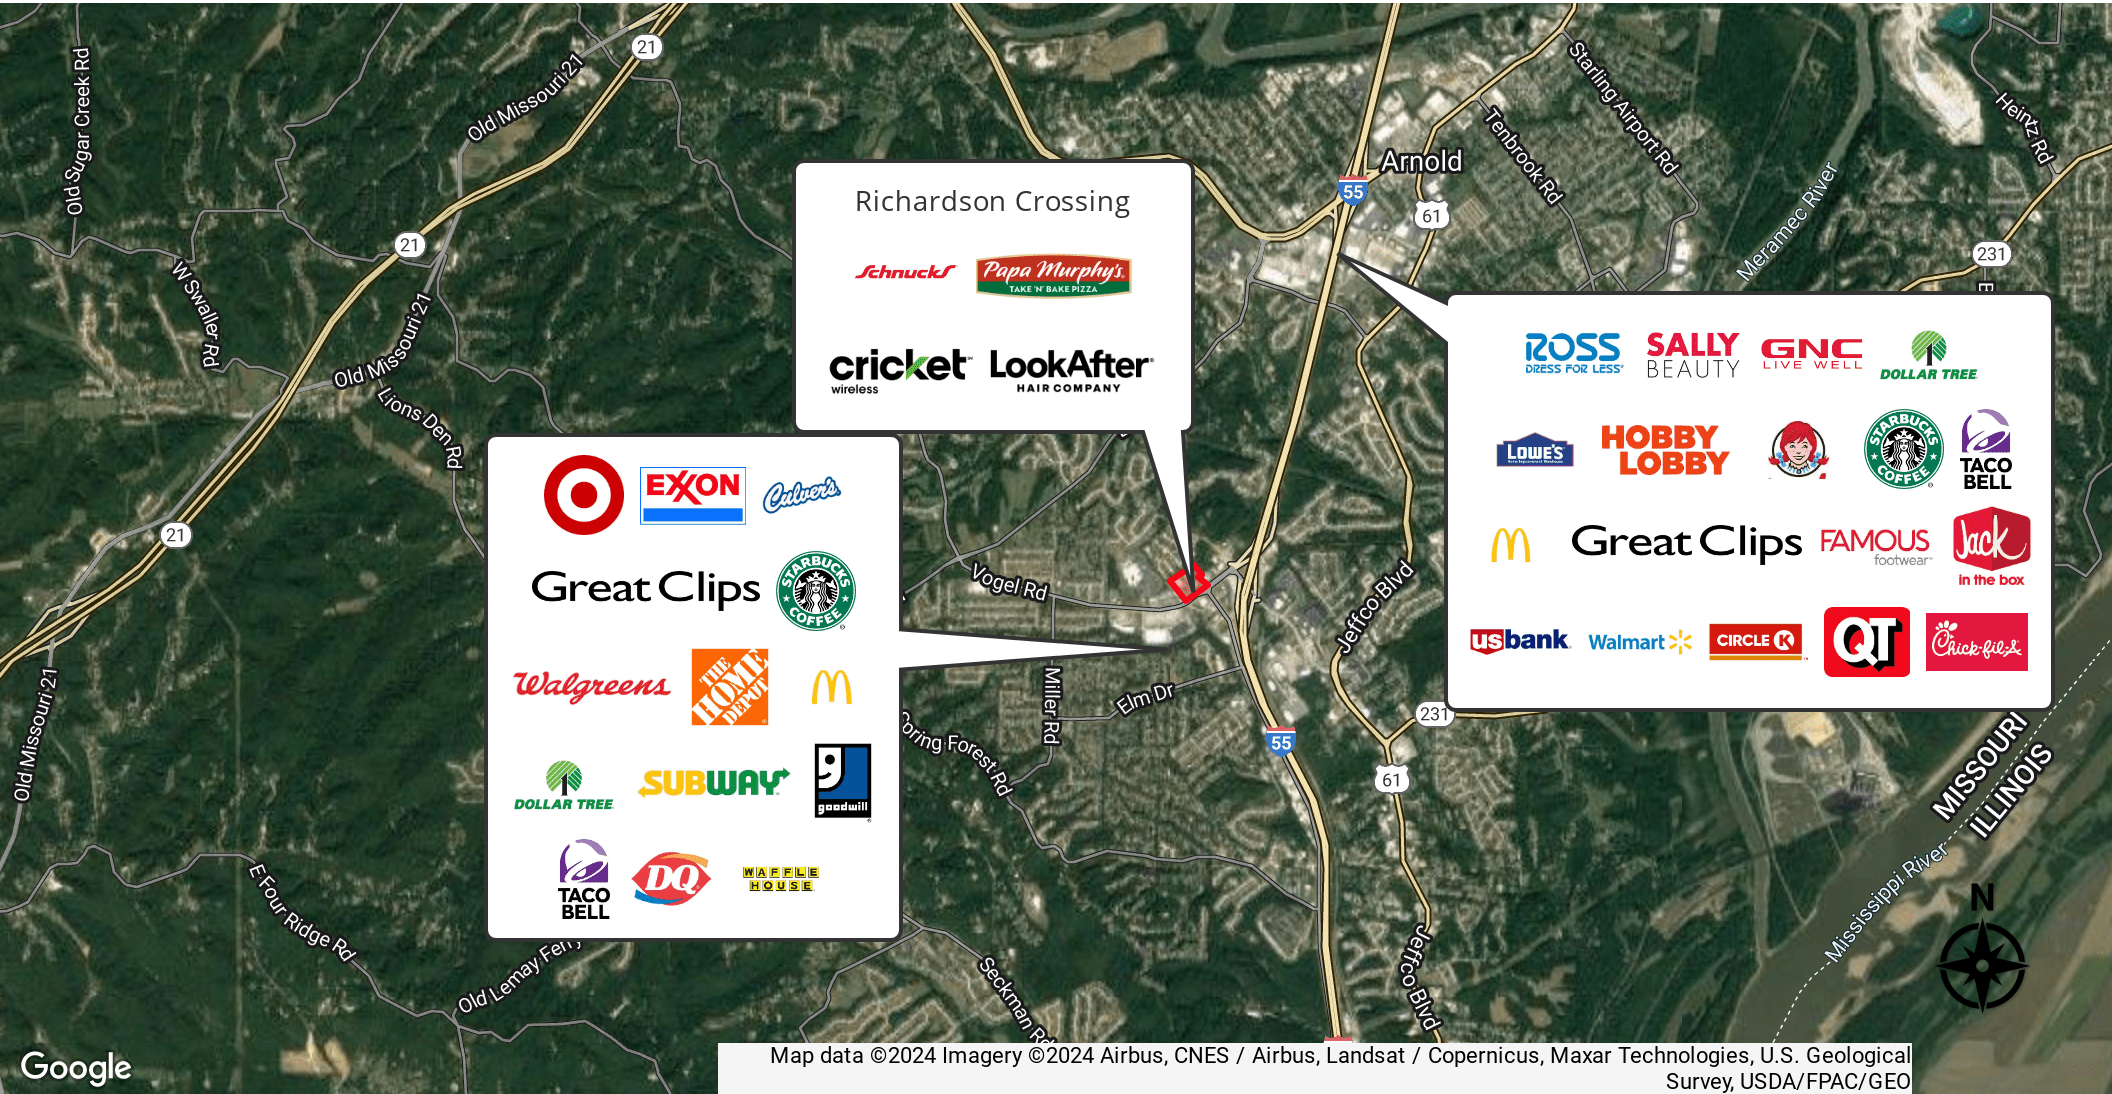 21
Old Missouri 21
Old Sugar Creek Rd
Starling Airport Rd
Heintz Rd
Tenbrook Rd
Arnold
55
61
Meramec River
231
21
W Swaller Rd
Old Missouri 21
Lions Den Rd
21
Richardson Crossing
Schnucks
Papa Murphy's
TAKE 'N' BAKE PIZZA
cricket
wireless
LookAfter
HAIR COMPANY
ROSS
DRESS FOR LESS
SALLY
BEAUTY
GNC
LIVE WELL
DOLLAR TREE
LOWE'S
HOBBY
LOBBY
STARBUCKS
COFFEE
TACO
BELL
Great Clips
FAMOUS
footwear
Jack
in the box
usbank
Walmart
CIRCLE K
QT
Chick-fil-A
EXXON
Culver's
Great Clips
STARBUCKS
COFFEE
Walgreens
THE
HOME
DEPOT
DOLLAR TREE
SUBWAY
goodwill
TACO
BELL
DQ
WAFFLE
HOUSE
Vogel Rd
Miller Rd
Elm Dr
Jeffco Blvd
231
55
61
Old Missouri 21
E Four Ridge Rd
Old Lemay Ferry
Seckman Rd
Jeffco Blvd
MISSOURI
ILLINOIS
Mississippi River
N
Google
Map data ©2024 Imagery ©2024 Airbus, CNES / Airbus, Landsat / Copernicus, Maxar Technologies, U.S. Geological
Survey, USDA/FPAC/GEO